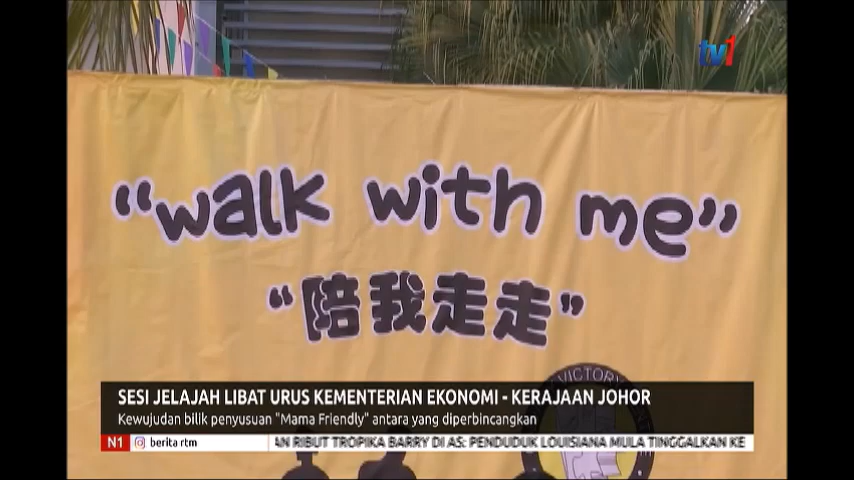 tv1
“walk with me”
“陪我走走”
VICTORY
SESI JELAJAH LIBAT URUS KEMENTERIAN EKONOMI - KERAJAAN JOHOR
Kewujudan bilik penyusuan "Mama Friendly" antara yang diperbincangkan
N1 berita rtm AN RIBUT TROPIKA BARRY DI AS: PENDUDUK LOUISIANA MULA TINGGALKAN KE